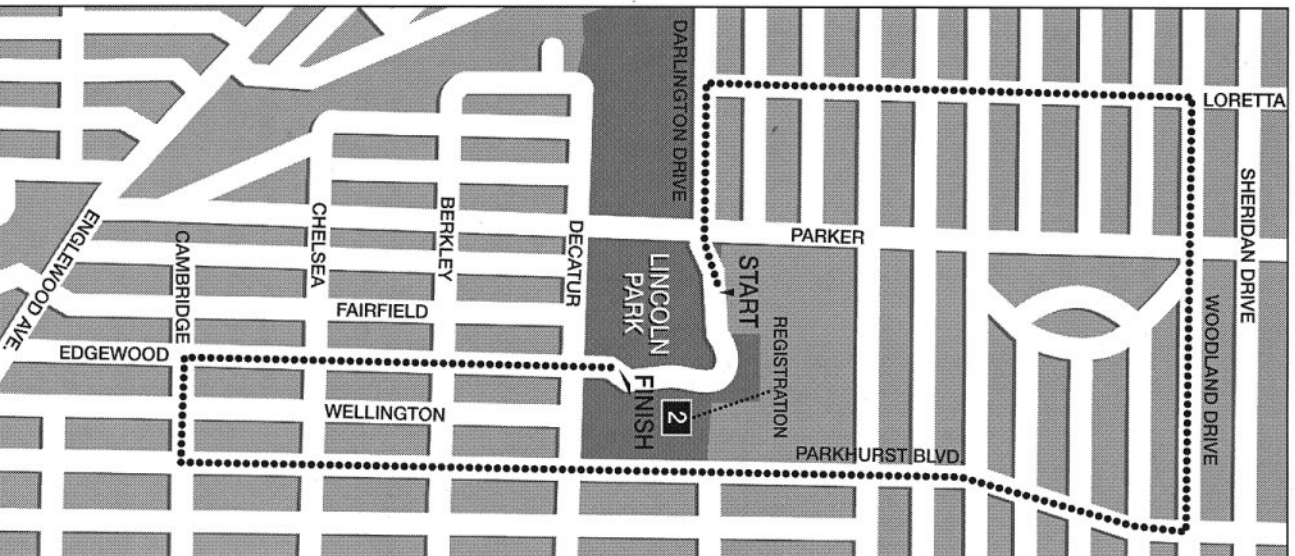 DARLINGTON DRIVE
LORETTA
SHERIDAN DRIVE
PARKER
ENGLEWOOD AVE.
CAMBRIDGE
CHELSEA
BERKLEY
DECATUR
LINCOLN
PARK
START
REGISTRATION
WOODLAND DRIVE
FAIRFIELD
EDGEWOOD
FINISH
2
WELLINGTON
PARKHURST BLVD.